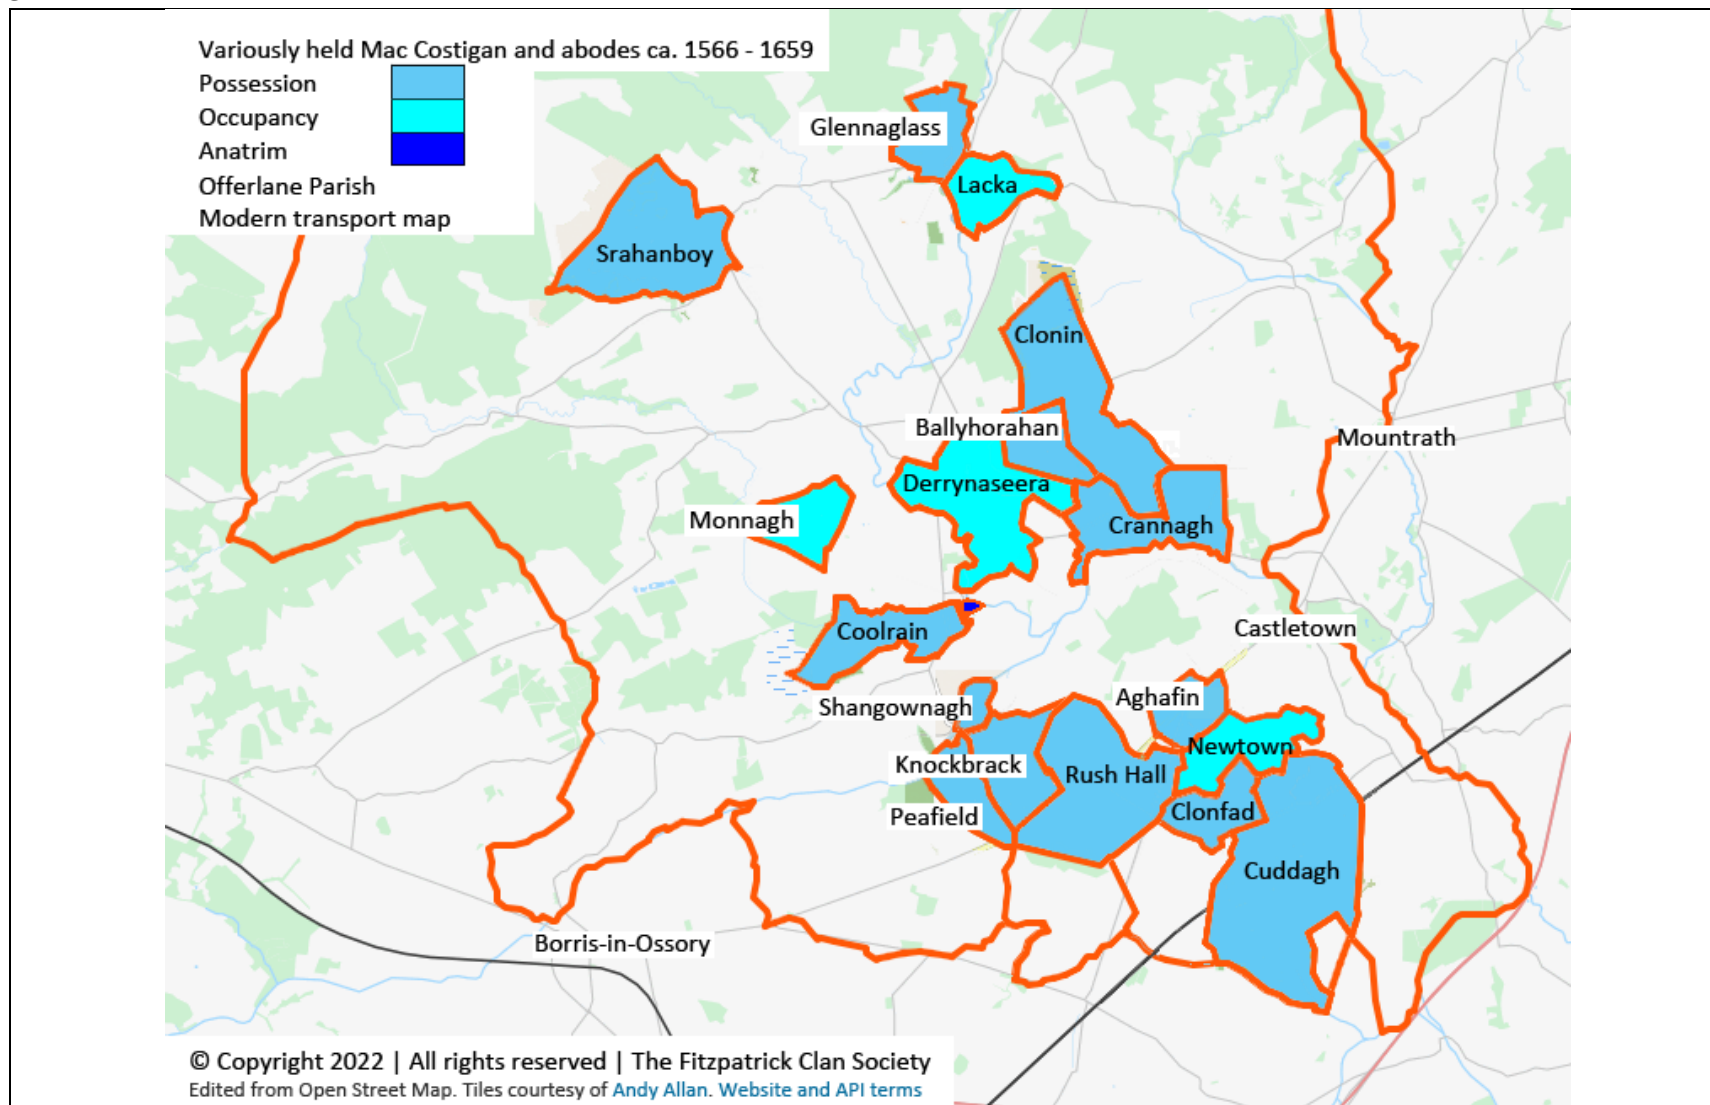 Variously held Mac Costigan and abodes ca. 1566 - 1659
Possession
Occupancy
Anatrim
Offerlane Parish
Modern transport map
Glennaglass
Lacka
Srahanboy
Clonin
Ballyhorahan
Mountrath
Derrynaseera
Monnagh
Crannagh
Coolrain
Castletown
Aghafin
Shangownagh
Newtown
Knockbrack
Rush Hall
Peafield
Clonfad
Cuddagh
Borris-in-Ossory
© Copyright 2022 | All rights reserved | The Fitzpatrick Clan Society
Edited from Open Street Map. Tiles courtesy of Andy Allan. Website and API terms